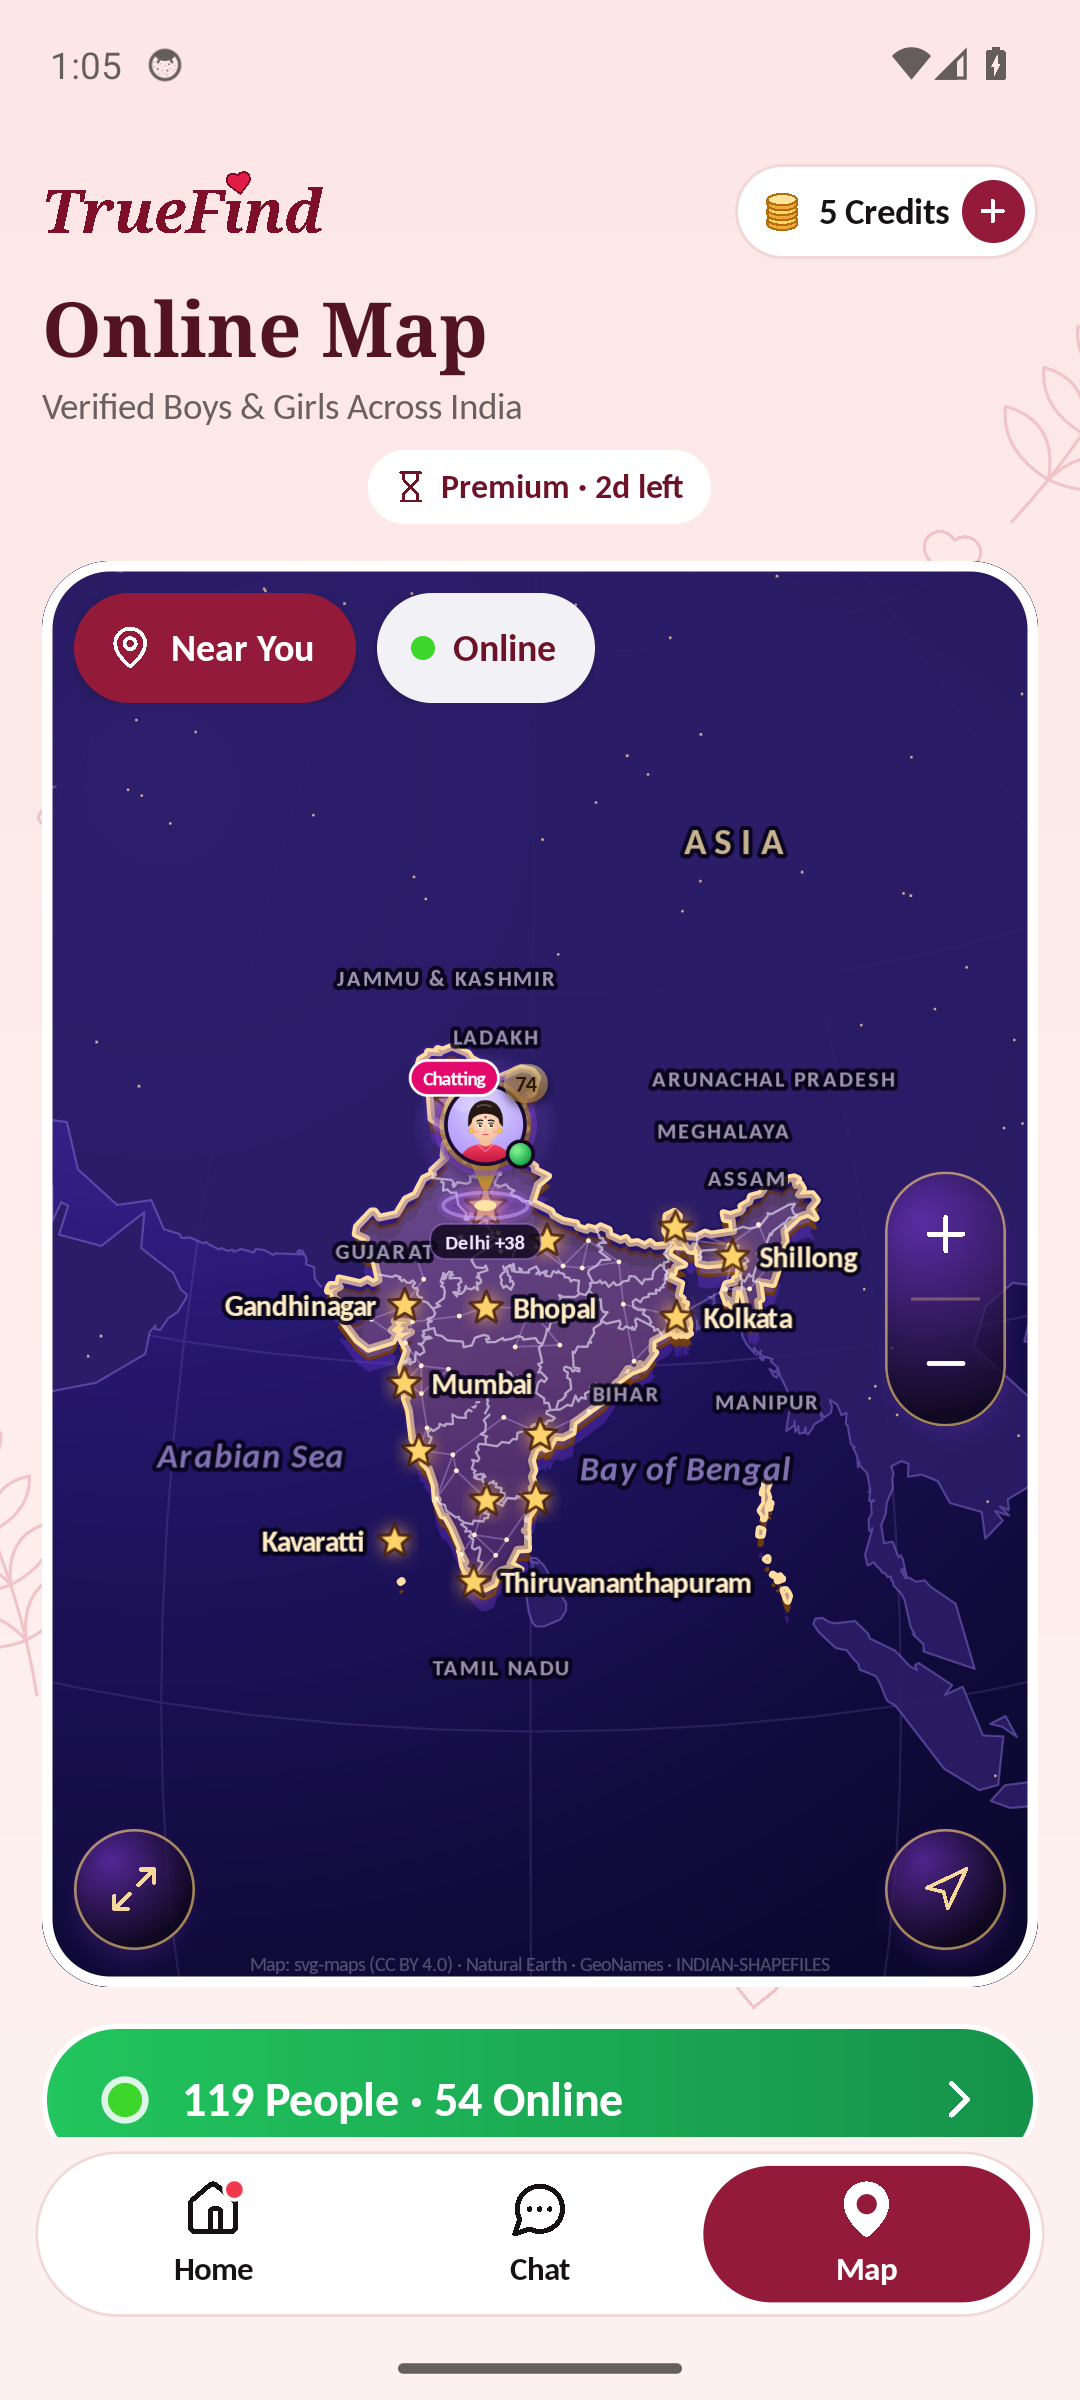 1:05
TrueFind
5 Credits
Online Map
Verified Boys & Girls Across India
Premium · 2d left
Near You
Online
ASIA
JAMMU & KASHMIR
LADAKH
Chatting
74
ARUNACHAL PRADESH
MEGHALAYA
ASSAM
GUJARAT
Delhi +38
Shillong
Gandhinagar
Bhopal
Kolkata
Mumbai
BIHAR
MANIPUR
Arabian Sea
Bay of Bengal
Kavaratti
Thiruvananthapuram
TAMIL NADU
Map: svg-maps (CC BY 4.0) · Natural Earth · GeoNames · INDIAN-SHAPEFILES
119 People · 54 Online
Home
Chat
Map